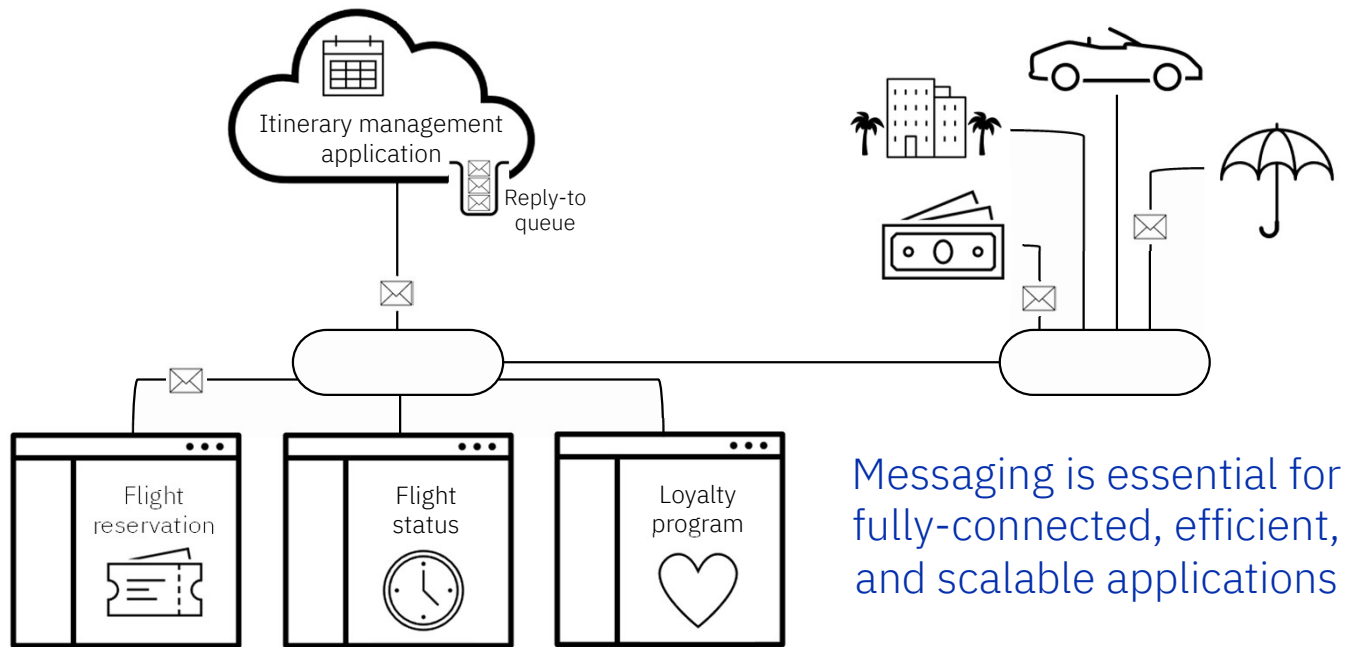 Itinerary management
application
Reply-to
queue
Flight
reservation
Flight
status
Loyalty
program
Messaging is essential for
fully-connected, efficient,
and scalable applications